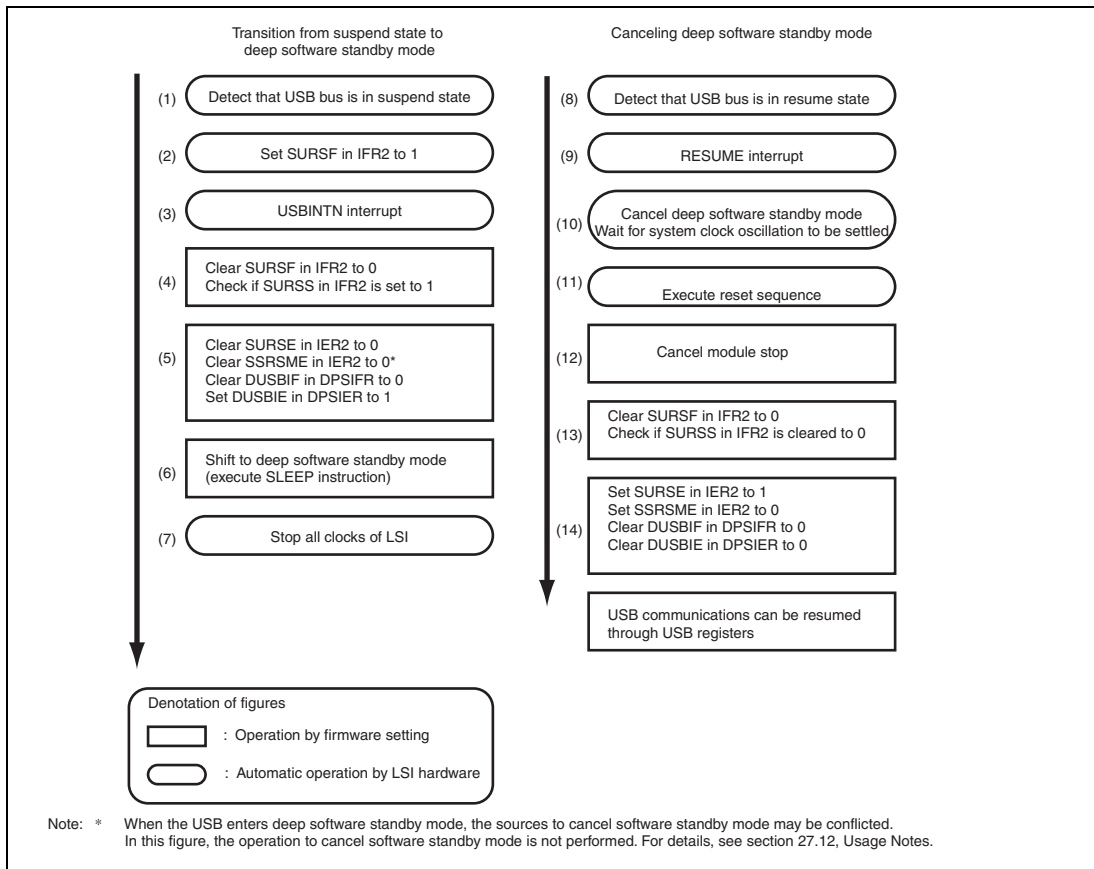 Transition from suspend state to
deep software standby mode
(1) Detect that USB bus is in suspend state
(2) Set SURSF in IFR2 to 1
(3) USBINTN interrupt
(4) Clear SURSF in IFR2 to 0
Check if SURSS in IFR2 is set to 1
(5) Clear SURSE in IER2 to 0
Clear SSRSME in IER2 to 0*
Clear DUSBIF in DPSIFR to 0
Set DUSBIE in DPSIER to 1
(6) Shift to deep software standby mode
(execute SLEEP instruction)
(7) Stop all clocks of LSI
Canceling deep software standby mode
(8) Detect that USB bus is in resume state
(9) RESUME interrupt
(10) Cancel deep software standby mode
Wait for system clock oscillation to be settled
(11) Execute reset sequence
(12) Cancel module stop
(13) Clear SURSF in IFR2 to 0
Check if SURSS in IFR2 is cleared to 0
(14) Set SURSE in IER2 to 1
Set SSRSME in IER2 to 0
Clear DUSBIF in DPSIFR to 0
Clear DUSBIE in DPSIER to 0
USB communications can be resumed
through USB registers
Denotation of figures
: Operation by firmware setting
: Automatic operation by LSI hardware
Note: * When the USB enters deep software standby mode, the sources to cancel software standby mode may be conflicted.
In this figure, the operation to cancel software standby mode is not performed. For details, see section 27.12, Usage Notes.